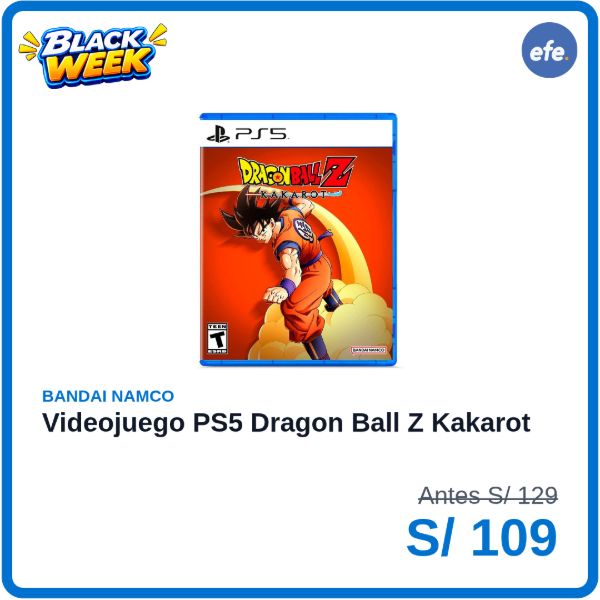 BLACK
WEEK
efe.
PS5
DRAGON BALL Z
KAKAROT
TEEN
T
ESRB
BANDAI NAMCO
BANDAI NAMCO
Videojuego PS5 Dragon Ball Z Kakarot
Antes S/ 129
S/ 109